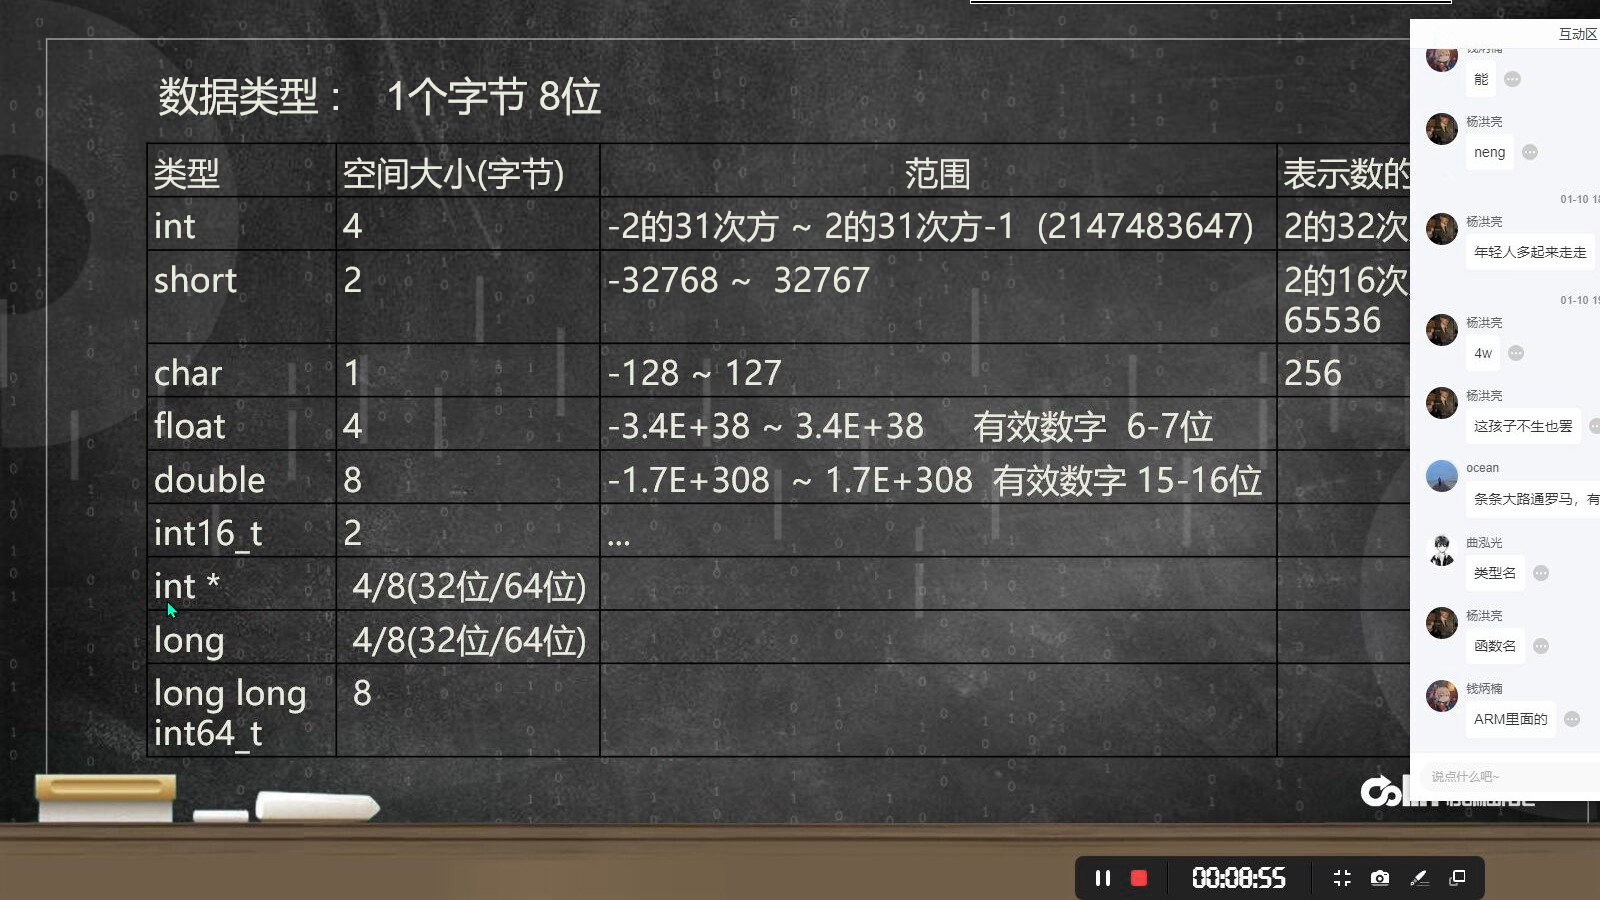 数据类型： 1个字节 8位
类型 空间大小(字节) 范围 表示数的
int 4 -2的31次方 ~ 2的31次方-1 (2147483647) 2的32次
short 2 -32768 ~ 32767 2的16次
65536
char 1 -128 ~ 127 256
float 4 -3.4E+38 ~ 3.4E+38 有效数字 6-7位
double 8 -1.7E+308 ~ 1.7E+308 有效数字 15-16位
int16_t 2 ...
int * 4/8(32位/64位)
long 4/8(32位/64位)
long long 8
int64_t
互动区
能
杨洪亮
neng
01-10
杨洪亮
年轻人多起来走走
01-10
杨洪亮
4w
杨洪亮
这孩子不生也罢
ocean
条条大路通罗马，有
曲泓光
类型名
杨洪亮
函数名
钱炳楠
ARM里面的
说点什么吧~
00:08:55